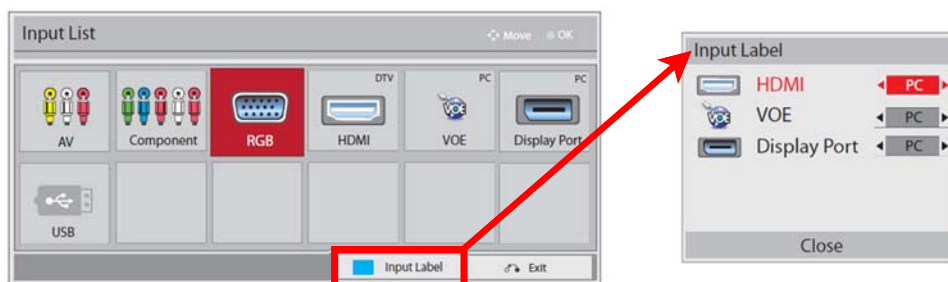 Input List
Move OK
DTV PC PC
AV Component RGB HDMI VOE Display Port
USB
Input Label Exit
Input Label
HDMI PC
VOE PC
Display Port PC
Close